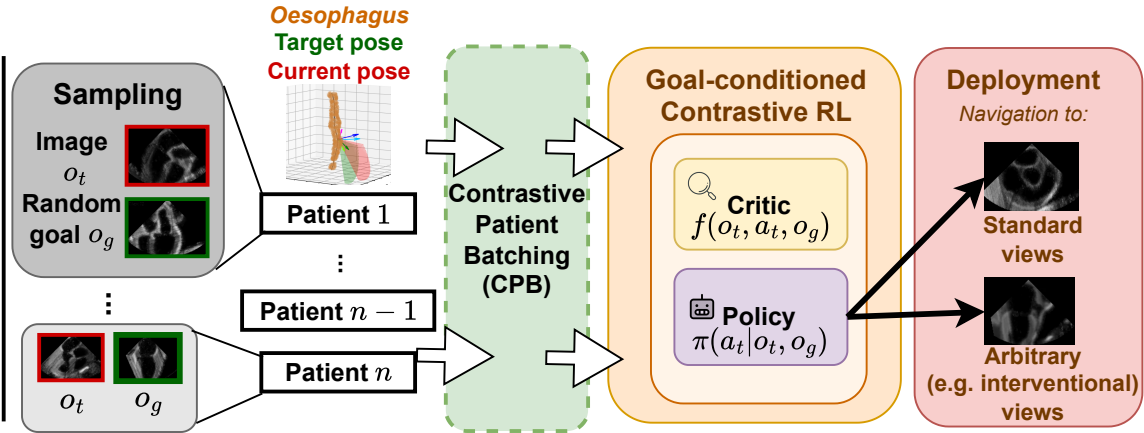 Sampling
Image
o_t
Random
goal o_g
⋮
o_t
o_g
Oesophagus
Target pose
Current pose
Patient 1
⋮
Patient n − 1
Patient n
Contrastive
Patient
Batching
(CPB)
Goal-conditioned
Contrastive RL
Critic
f(o_t, a_t, o_g)
Policy
π(a_t|o_t, o_g)
Deployment
Navigation to:
Standard
views
Arbitrary
(e.g. interventional)
views